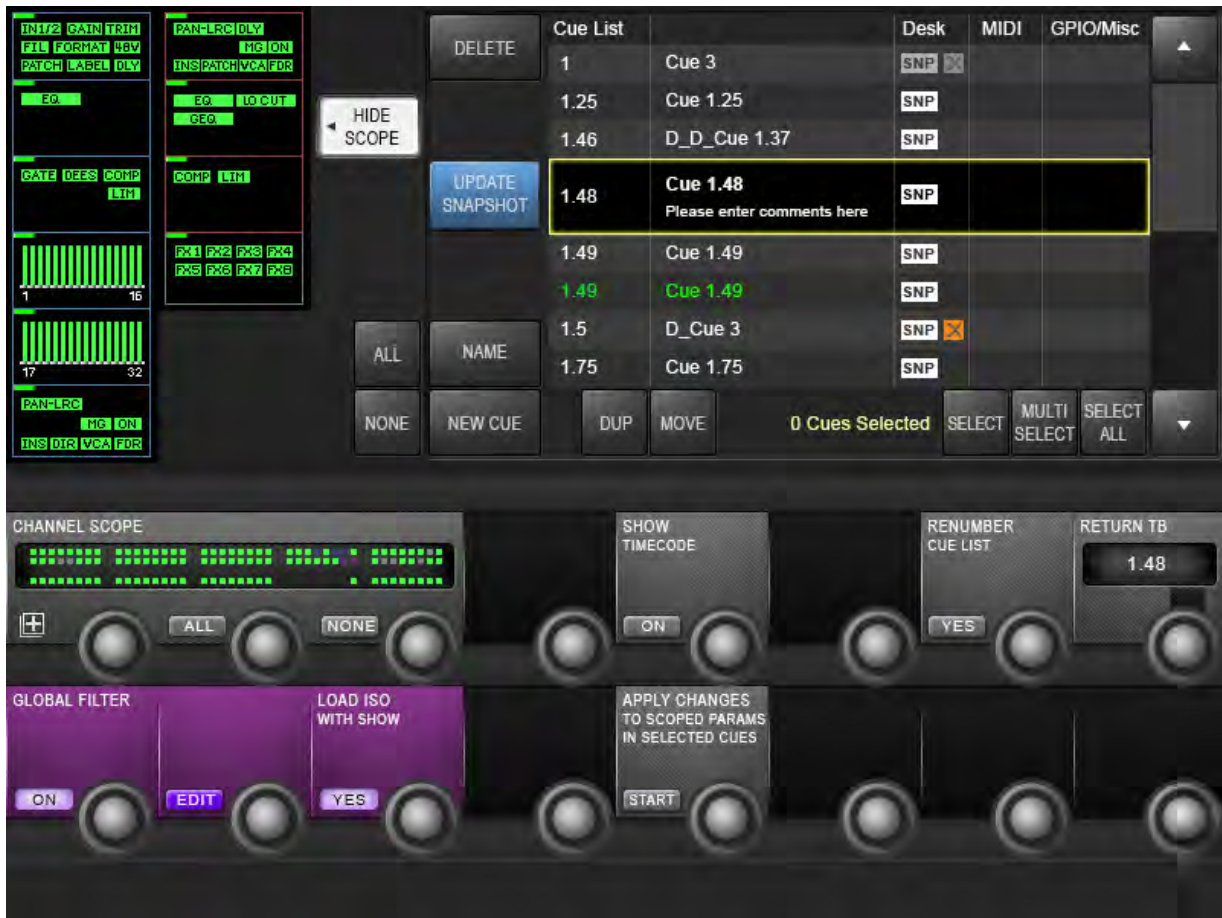 IN1/2 GAIN TRIM
FIL FORMAT 48V
PATCH LABEL DLY
EQ
GATE DEES COMP
LIM
1 16
17 32
PAN-LRC
MG ON
INS DIR VCA FDR
PAN-LRC DLY
MG ON
INS PATCH VCA FDR
EQ LO CUT
GEQ
COMP LIM
FX1 FX2 FX3 FX4
FX5 FX6 FX7 FX8
HIDE
SCOPE
ALL
NONE
DELETE
UPDATE
SNAPSHOT
NAME
NEW CUE
Cue List Desk MIDI GPIO/Misc
1 Cue 3 SNP X
1.25 Cue 1.25 SNP
1.46 D_D_Cue 1.37 SNP
1.48 Cue 1.48 SNP
Please enter comments here
1.49 Cue 1.49 SNP
1.49 Cue 1.49 SNP
1.5 D_Cue 3 SNP X
1.75 Cue 1.75 SNP
DUP
MOVE
0 Cues Selected
SELECT
MULTI
SELECT
SELECT
ALL
CHANNEL SCOPE
ALL
NONE
SHOW
TIMECODE
ON
RENUMBER
CUE LIST
YES
RETURN TB
1.48
GLOBAL FILTER
ON
EDIT
LOAD ISO
WITH SHOW
YES
APPLY CHANGES
TO SCOPED PARAMS
IN SELECTED CUES
START